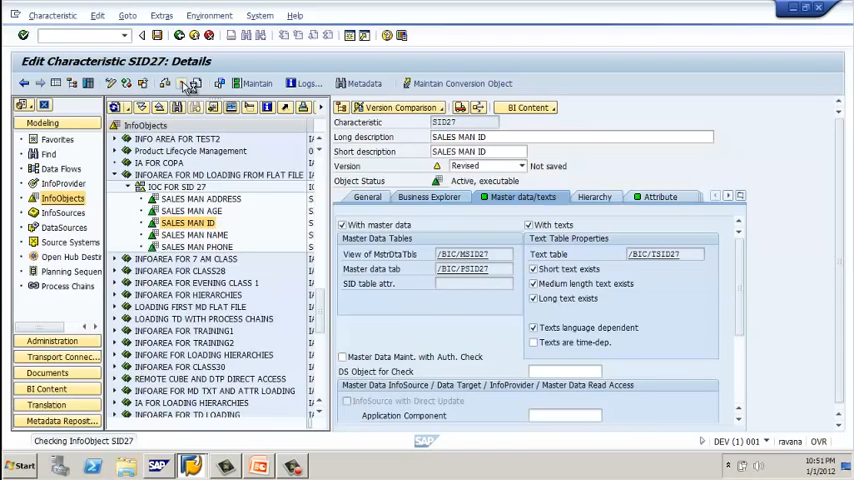 Characteristic Edit Goto Extras Environment System Help
Edit Characteristic SID27: Details
Maintain Logs... Metadata Maintain Conversion Object
Modeling
Favorites
Find
Data Flows
InfoProvider
InfoObjects
InfoSources
DataSources
Source Systems
Open Hub Destin
Planning Sequen
Process Chains
Administration
Transport Connec...
Documents
BI Content
Translation
Metadata Reposit...
InfoObjects
INFO AREA FOR TEST2
Product Lifecycle Management
IA FOR COPA
INFOAREA FOR MD LOADING FROM FLAT FILE
IOC FOR SID 27
SALES MAN ADDRESS
SALES MAN AGE
SALES MAN ID
SALES MAN NAME
SALES MAN PHONE
INFOAREA FOR 7 AM CLASS
INFOAREA FOR CLASS28
INFOAREA FOR EVENING CLASS 1
INFOAREA FOR HIERARCHIES
LOADING FIRST MD FLAT FILE
LOADING TD WITH PROCESS CHAINS
INFOAREA FOR TRAINING1
INFOAREA FOR TRAINING2
INFOARE FOR LOADING HIERARCHIES
INFOAREA FOR CLASS30
REMOTE CUBE AND DTP DIRECT ACCESS
INFOAREA FOR MD TXT AND ATTR LOADING
IA FOR LOADING HIERARCHIES
INFOARE FOR TD LOADING
Version Comparison BI Content
Characteristic SID27
Long description SALES MAN ID
Short description SALES MAN ID
Version Revised Not saved
Object Status Active, executable
General Business Explorer Master data/texts Hierarchy Attribute
With master data With texts
Master Data Tables Text Table Properties
View of MstrDtaTbls /BIC/MSID27 Text table /BIC/TSID27
Master data tab /BIC/PSID27 Short text exists
SID table attr. Medium length text exists
Long text exists
Texts language dependent
Texts are time-dep.
Master Data Maint. with Auth. Check
DS Object for Check
Master Data InfoSource / Data Target / InfoProvider / Master Data Read Access
InfoSource with Direct Update
Application Component
Checking InfoObject SID27 SAP DEV (1) 001 ravana OVR
Start SAP 10:51 PM
1/1/2012